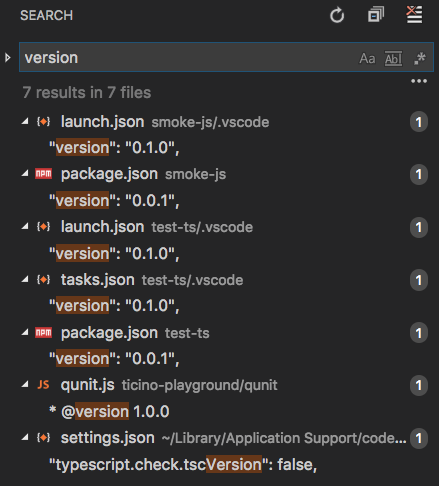 SEARCH
version
Aa Abl .*
7 results in 7 files
launch.json smoke-js/.vscode 1
"version": "0.1.0",
package.json smoke-js 1
"version": "0.0.1",
launch.json test-ts/.vscode 1
"version": "0.1.0",
tasks.json test-ts/.vscode 1
"version": "0.1.0",
package.json test-ts 1
"version": "0.0.1",
JS qunit.js ticino-playground/qunit 1
* @version 1.0.0
settings.json ~/Library/Application Support/code... 1
"typescript.check.tscVersion": false,